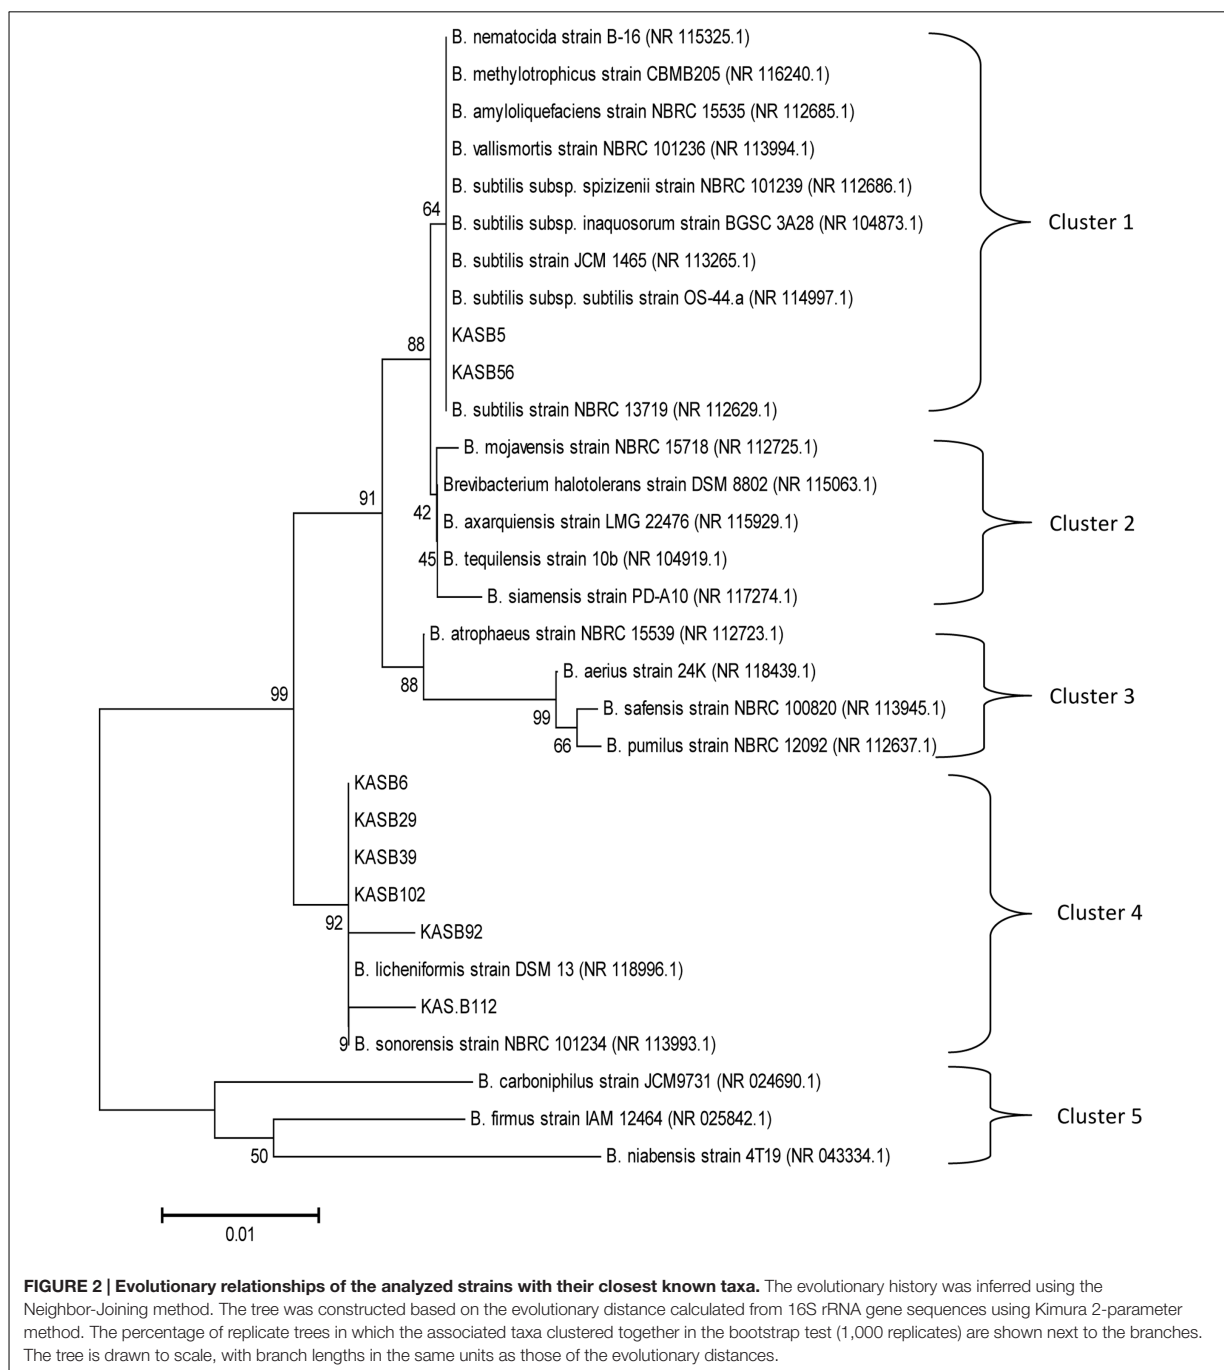 B. nematocida strain B-16 (NR 115325.1)
B. methylotrophicus strain CBMB205 (NR 116240.1)
B. amyloliquefaciens strain NBRC 15535 (NR 112685.1)
B. vallismortis strain NBRC 101236 (NR 113994.1)
B. subtilis subsp. spizizenii strain NBRC 101239 (NR 112686.1)
64
B. subtilis subsp. inaquosorum strain BGSC 3A28 (NR 104873.1)
Cluster 1
B. subtilis strain JCM 1465 (NR 113265.1)
B. subtilis subsp. subtilis strain OS-44.a (NR 114997.1)
KASB5
88
KASB56
B. subtilis strain NBRC 13719 (NR 112629.1)
B. mojavensis strain NBRC 15718 (NR 112725.1)
Brevibacterium halotolerans strain DSM 8802 (NR 115063.1)
91
42
B. axarquiensis strain LMG 22476 (NR 115929.1)
Cluster 2
45
B. tequilensis strain 10b (NR 104919.1)
B. siamensis strain PD-A10 (NR 117274.1)
B. atrophaeus strain NBRC 15539 (NR 112723.1)
B. aerius strain 24K (NR 118439.1)
88
99
Cluster 3
B. safensis strain NBRC 100820 (NR 113945.1)
99
66
B. pumilus strain NBRC 12092 (NR 112637.1)
KASB6
KASB29
KASB39
KASB102
92
Cluster 4
KASB92
B. licheniformis strain DSM 13 (NR 118996.1)
KAS.B112
9
B. sonorensis strain NBRC 101234 (NR 113993.1)
B. carboniphilus strain JCM9731 (NR 024690.1)
B. firmus strain IAM 12464 (NR 025842.1)
Cluster 5
50
B. niabensis strain 4T19 (NR 043334.1)
0.01
FIGURE 2 | Evolutionary relationships of the analyzed strains with their closest known taxa. The evolutionary history was inferred using the
Neighbor-Joining method. The tree was constructed based on the evolutionary distance calculated from 16S rRNA gene sequences using Kimura 2-parameter
method. The percentage of replicate trees in which the associated taxa clustered together in the bootstrap test (1,000 replicates) are shown next to the branches.
The tree is drawn to scale, with branch lengths in the same units as those of the evolutionary distances.